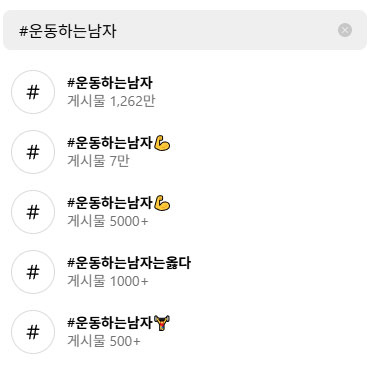 #운동하는남자
#
#운동하는남자
게시물 1,262만
#
#운동하는남자💪
게시물 7만
#
#운동하는남자💪
게시물 5000+
#
#운동하는남자는옳다
게시물 1000+
#
#운동하는남자🏋
게시물 500+